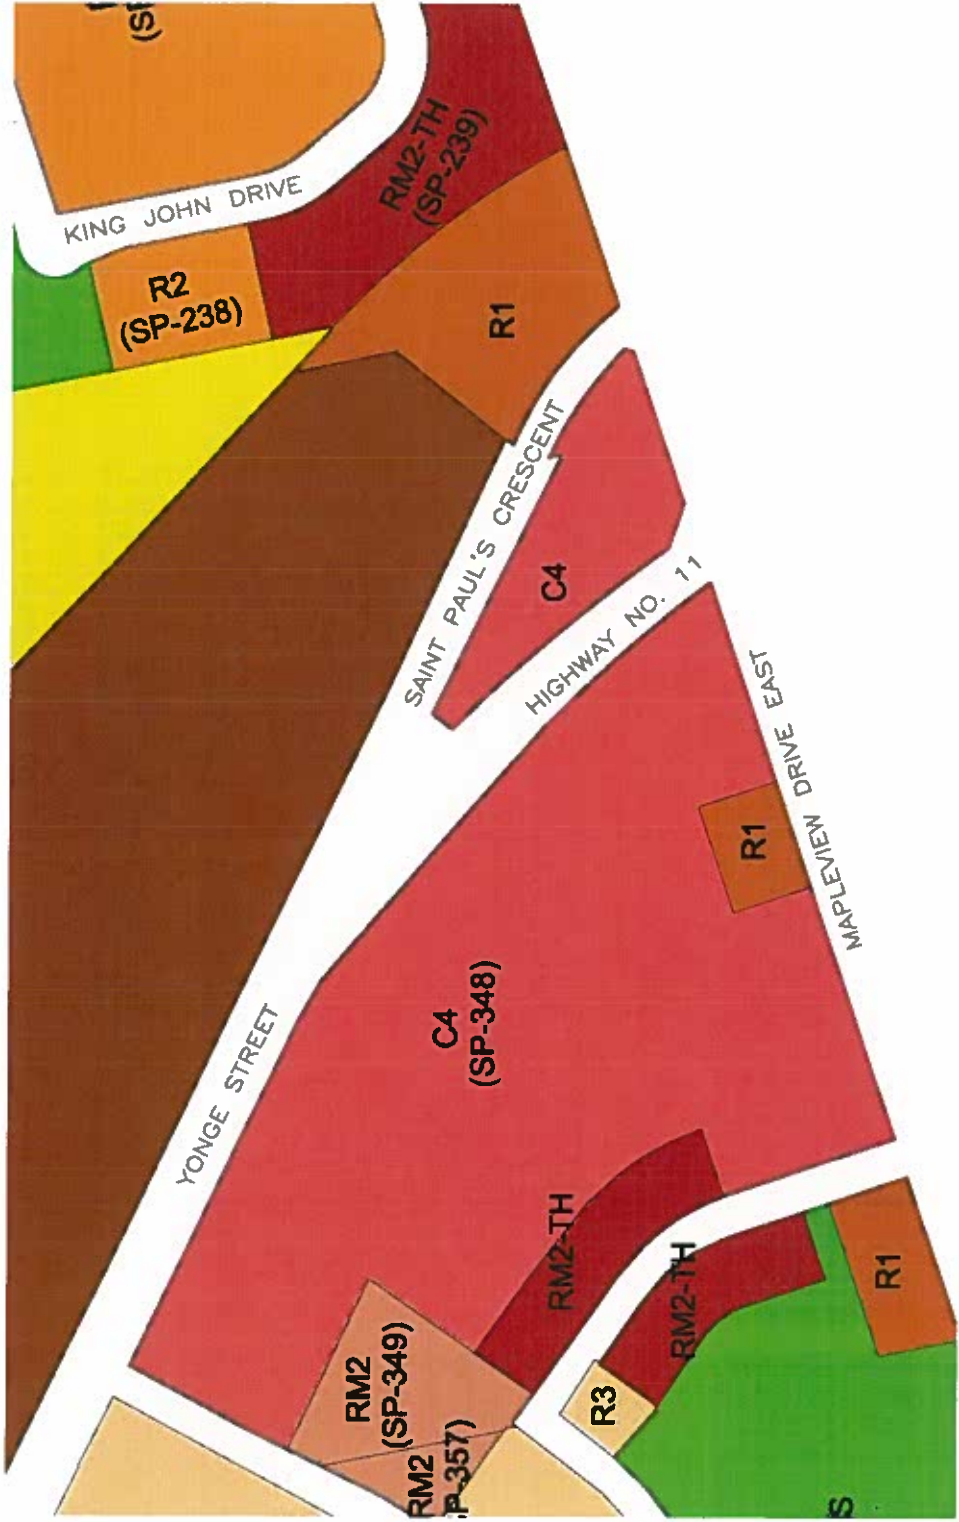 KING JOHN DRIVE
RM2-TH
(SP-239)
R2
(SP-238)
R1
SAINT PAUL'S CRESCENT
C4
HIGHWAY NO. 11
MAPLEVIEW DRIVE EAST
R1
C4
(SP-348)
YONGE STREET
RM2-TH
RM2-TH
R1
RM2
(SP-349)
R3
RM2
P-357)
S